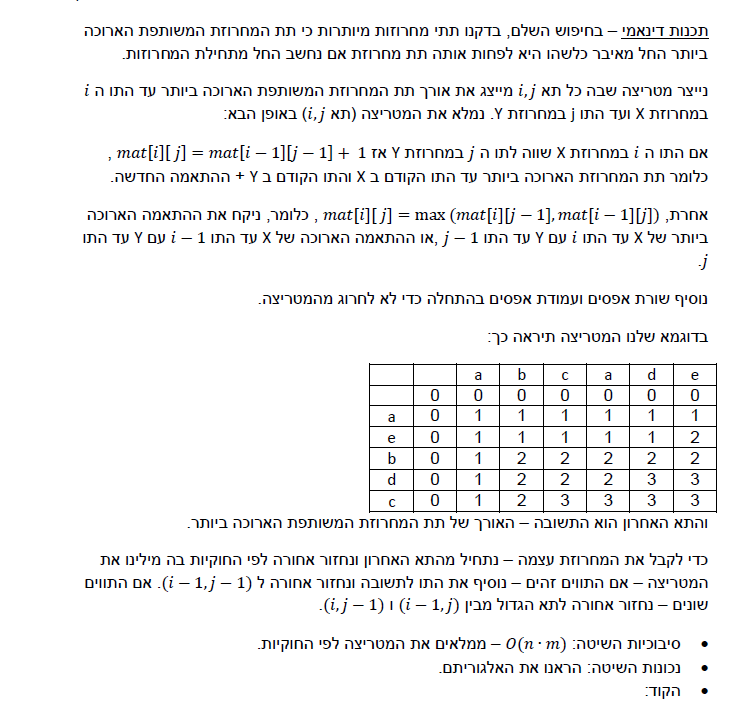 תכנות דינאמי – בחיפוש השלם, בדקנו תתי מחרוזות מיותרות כי תת המחרוזת המשותפת הארוכה
ביותר החל מאיבר כלשהו היא לפחות אותה תת מחרוזת אם נחשב החל מתחילת המחרוזות.
נייצר מטריצה שבה כל תא i,j מייצג את אורך תת המחרוזת המשותפת הארוכה ביותר עד התו ה i
במחרוזת X ועד התו j במחרוזת Y. נמלא את המטריצה (תא i,j) באופן הבא:
אם התו ה i במחרוזת X שווה לתו ה j במחרוזת Y אז mat[i][j] = mat[i − 1][j − 1] + 1 ,
כלומר תת המחרוזת הארוכה ביותר עד התו הקודם ב X והתו הקודם ב Y + ההתאמה החדשה.
אחרת, mat[i][j] = max (mat[i][j − 1], mat[i − 1][j]) , כלומר, ניקח את ההתאמה הארוכה
ביותר של X עד התו i עם Y עד התו j − 1 ,או ההתאמה הארוכה של X עד התו i − 1 עם Y עד התו
j.
נוסיף שורת אפסים ועמודת אפסים בהתחלה כדי לא לחרוג מהמטריצה.
בדוגמא שלנו המטריצה תיראה כך:
a b c a d e
0 0 0 0 0 0 0
a 0 1 1 1 1 1 1
e 0 1 1 1 1 1 2
b 0 1 2 2 2 2 2
d 0 1 2 2 2 3 3
c 0 1 2 3 3 3 3
והתא האחרון הוא התשובה – האורך של תת המחרוזת המשותפת הארוכה ביותר.
כדי לקבל את המחרוזת עצמה – נתחיל מהתא האחרון ונחזור אחורה לפי החוקיות בה מילינו את
המטריצה – אם התווים זהים – נוסיף את התו לתשובה ונחזור אחורה ל (i − 1, j − 1). אם התווים
שונים – נחזור אחורה לתא הגדול מבין (i − 1, j) ו (i, j − 1).
• סיבוכיות השיטה: O(n · m) – ממלאים את המטריצה לפי החוקיות.
• נכונות השיטה: הראנו את האלגוריתם.
• הקוד: